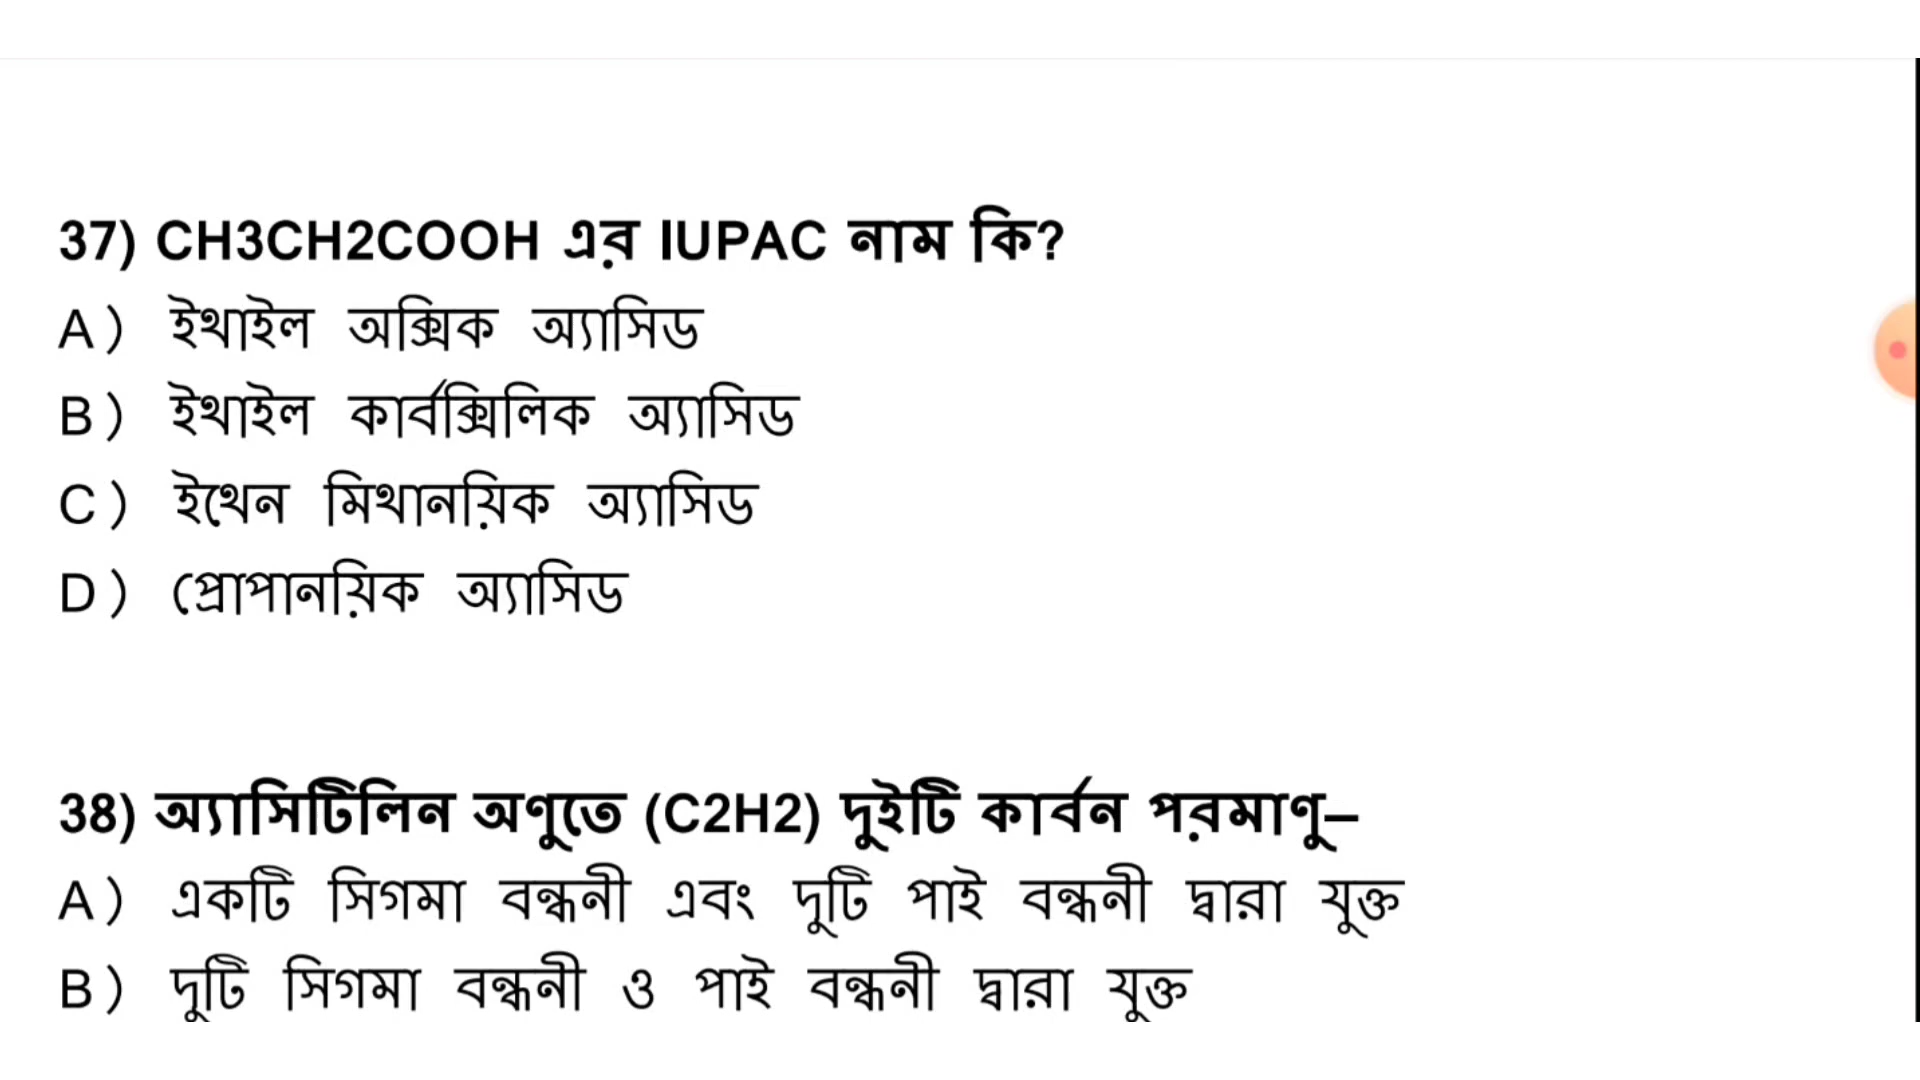 37) CH3CH2COOH এর IUPAC নাম কি?
A) ইথাইল অক্সিক অ্যাসিড
B) ইথাইল কার্বক্সিলিক অ্যাসিড
C) ইথেন মিথানয়িক অ্যাসিড
D) প্রোপানয়িক অ্যাসিড
38) অ্যাসিটিলিন অণুতে (C2H2) দুইটি কার্বন পরমাণু–
A) একটি সিগমা বন্ধনী এবং দুটি পাই বন্ধনী দ্বারা যুক্ত
B) দুটি সিগমা বন্ধনী ও পাই বন্ধনী দ্বারা যুক্ত